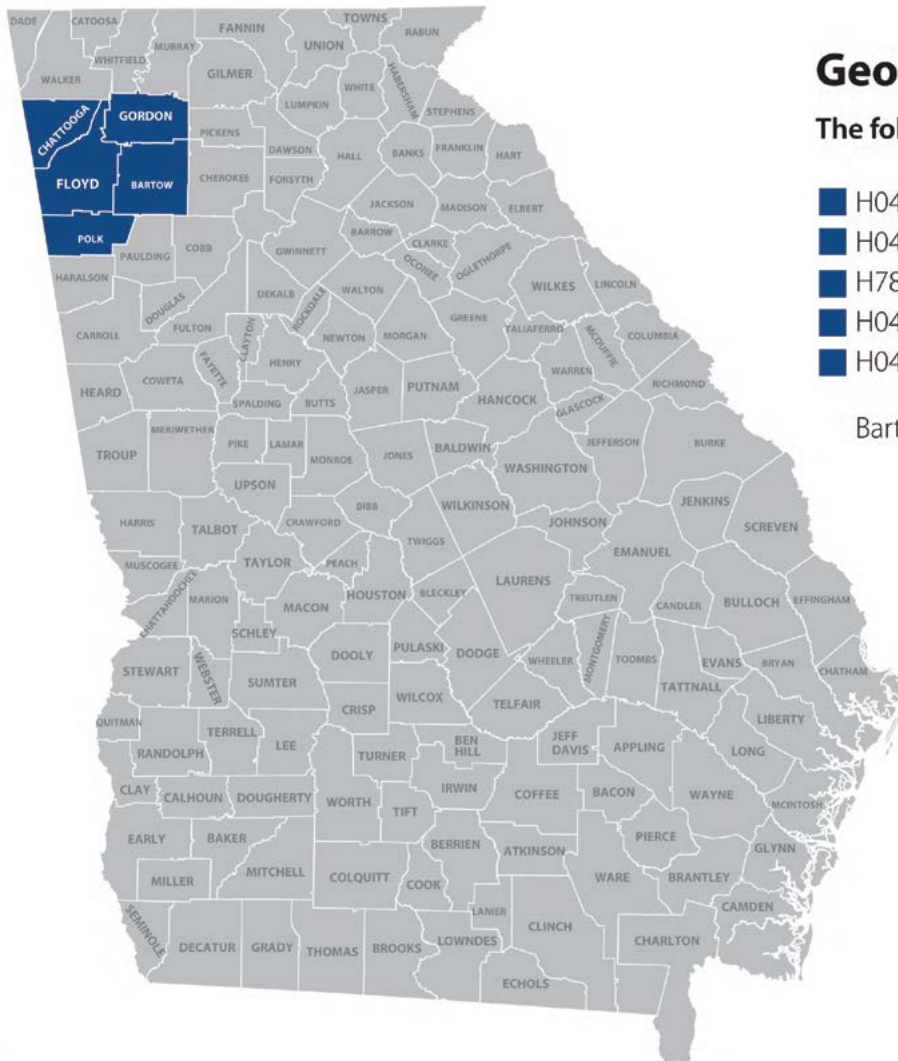 DADE
CATOOSA
WHITFIELD
MURRAY
FANNIN
UNION
TOWNS
RABUN
WALKER
GILMER
LUMPKIN
WHITE
HABERSHAM
STEPHENS
CHATTOOGA
GORDON
PICKENS
DAWSON
HALL
BANKS
FRANKLIN
HART
FLOYD
BARTOW
CHEROKEE
FORSYTH
JACKSON
MADISON
ELBERT
POLK
PAULDING
COBB
GWINNETT
BARROW
CLARKE
OCONEE
OGLETHORPE
WILKES
LINCOLN
HARALSON
DOUGLAS
FULTON
DEKALB
ROCKDALE
WALTON
NEWTON
MORGAN
GREENE
TALIAFERRO
MCDUFFIE
COLUMBIA
CARROLL
CLAYTON
HENRY
FAYETTE
WARREN
RICHMOND
HEARD
COWETA
SPALDING
BUTTS
JASPER
PUTNAM
HANCOCK
GLASCOCK
TROUP
MERIWETHER
PIKE
LAMAR
MONROE
JONES
BALDWIN
WASHINGTON
JEFFERSON
BURKE
UPSON
BIBB
WILKINSON
JENKINS
SCREVEN
HARRIS
TALBOT
CRAWFORD
TWIGGS
JOHNSON
EMANUEL
MUSCOGEE
TAYLOR
PEACH
HOUSTON
BLECKLEY
LAURENS
TREUTLEN
CANDLER
BULLOCH
EFFINGHAM
CHATTAHOOCHEE
MARION
MACON
SCHLEY
DOOLY
PULASKI
DODGE
WHEELER
MONTGOMERY
TOOMBS
EVANS
BRYAN
CHATHAM
STEWART
WEBSTER
SUMTER
CRISP
WILCOX
TELFAIR
TATTNALL
LIBERTY
QUITMAN
RANDOLPH
TERRELL
LEE
TURNER
BEN
HILL
JEFF
DAVIS
APPLING
LONG
CLAY
CALHOUN
DOUGHERTY
WORTH
TIFT
IRWIN
COFFEE
BACON
WAYNE
MCINTOSH
EARLY
BAKER
BERRIEN
ATKINSON
PIERCE
GLYNN
MILLER
MITCHELL
COLQUITT
COOK
WARE
BRANTLEY
LANIER
CLINCH
CAMDEN
SEMINOLE
DECATUR
GRADY
THOMAS
BROOKS
LOWNDES
CHARLTON
ECHOLS
Geo
The fol
H04
H04
H78
H04
H04
Bart